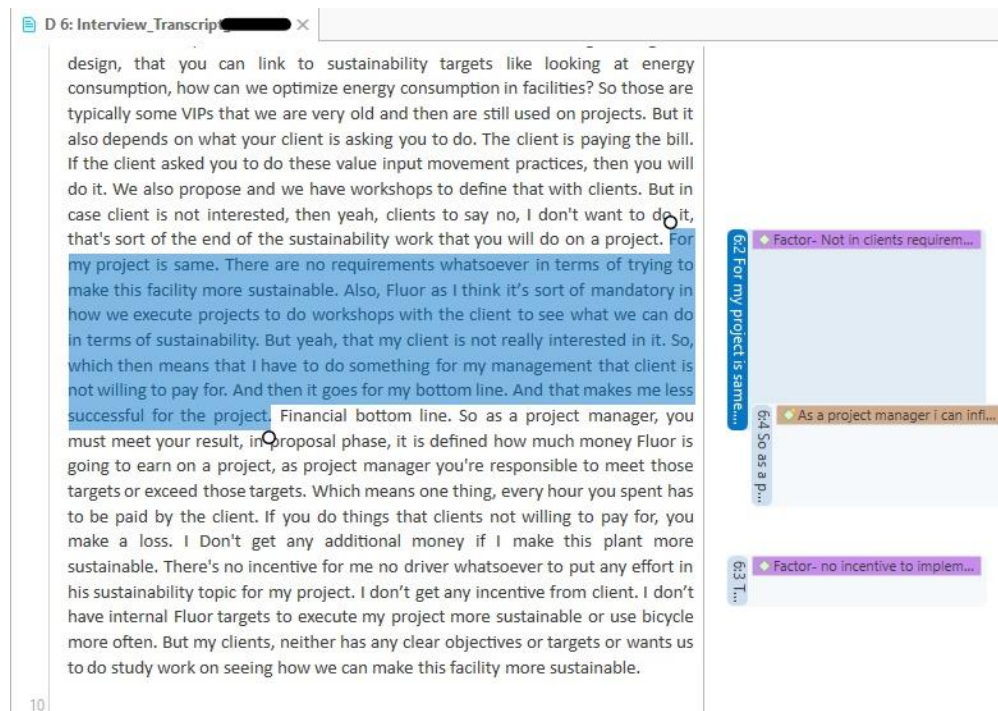 D 6: Interview_Transcript
design, that you can link to sustainability targets like looking at energy
consumption, how can we optimize energy consumption in facilities? So those are
typically some VIPs that we are very old and then are still used on projects. But it
also depends on what your client is asking you to do. The client is paying the bill.
If the client asked you to do these value input movement practices, then you will
do it. We also propose and we have workshops to define that with clients. But in
case client is not interested, then yeah, clients to say no, I don't want to do it,
that's sort of the end of the sustainability work that you will do on a project. For
my project is same. There are no requirements whatsoever in terms of trying to
make this facility more sustainable. Also, Fluor as I think it's sort of mandatory in
how we execute projects to do workshops with the client to see what we can do
in terms of sustainability. But yeah, that my client is not really interested in it. So,
which then means that I have to do something for my management that client is
not willing to pay for. And then it goes for my bottom line. And that makes me less
successful for the project. Financial bottom line. So as a project manager, you
must meet your result, in proposal phase, it is defined how much money Fluor is
going to earn on a project, as project manager you're responsible to meet those
targets or exceed those targets. Which means one thing, every hour you spent has
to be paid by the client. If you do things that clients not willing to pay for, you
make a loss. I Don't get any additional money if I make this plant more
sustainable. There's no incentive for me no driver whatsoever to put any effort in
his sustainability topic for my project. I don't get any incentive from client. I don't
have internal Fluor targets to execute my project more sustainable or use bicycle
more often. But my clients, neither has any clear objectives or targets or wants us
to do study work on seeing how we can make this facility more sustainable.
10
6:2 For my project is same....
Factor- Not in clients requirem...
6:4 So as a p...
As a project manager i can infl...
6:3 T...
Factor- no incentive to implem...